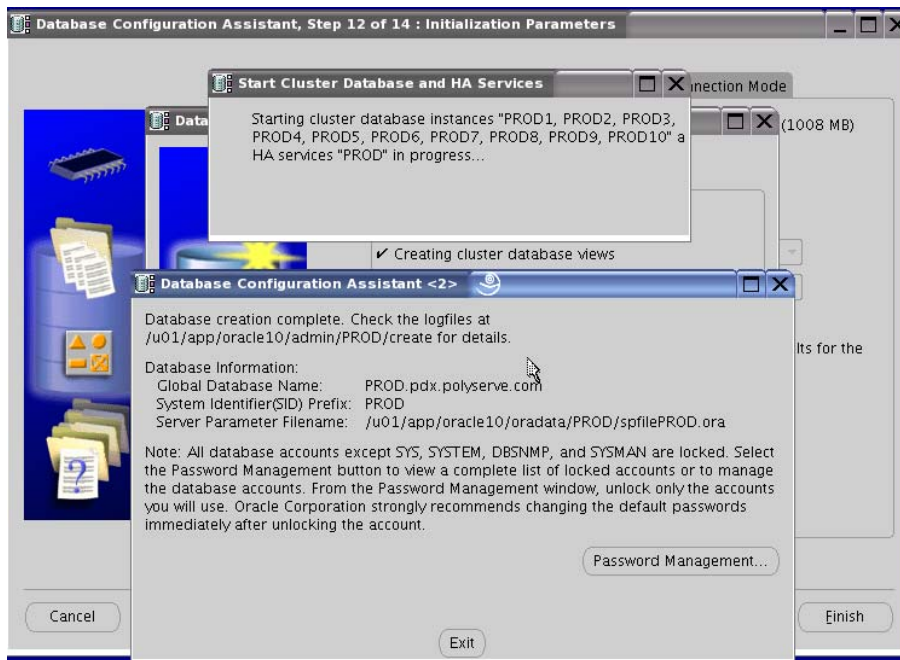 Database Configuration Assistant, Step 12 of 14 : Initialization Parameters
Start Cluster Database and HA Services
nnection Mode
Starting cluster database instances "PROD1, PROD2, PROD3,
PROD4, PROD5, PROD6, PROD7, PROD8, PROD9, PROD10" a
HA services "PROD" in progress...
Data
(1008 MB)
✔ Creating cluster database views
Database Configuration Assistant <2>
Database creation complete. Check the logfiles at
/u01/app/oracle10/admin/PROD/create for details.
lts for the
Database Information:
Global Database Name: PROD.pdx.polyserve.com
System Identifier(SID) Prefix: PROD
Server Parameter Filename: /u01/app/oracle10/oradata/PROD/spfilePROD.ora
Note: All database accounts except SYS, SYSTEM, DBSNMP, and SYSMAN are locked. Select
the Password Management button to view a complete list of locked accounts or to manage
the database accounts. From the Password Management window, unlock only the accounts
you will use. Oracle Corporation strongly recommends changing the default passwords
immediately after unlocking the account.
Password Management...
Cancel
Finish
Exit